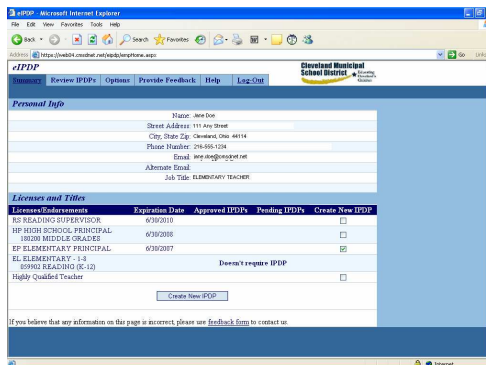 eIPDP - Microsoft Internet Explorer
File Edit View Favorites Tools Help
Back Search Favorites
Address https://web04.cmsdnet.net/eipdp/empHome.aspx Go Links
eIPDP
Cleveland Municipal
School District
Summary Review IPDPs Options Provide Feedback Help Log-Out
Personal Info
Name: Jane Doe
Street Address: 111 Any Street
City, State Zip: Cleveland, Ohio 44114
Phone Number: 216-555-1234
Email: jane.doe@cmsdnet.net
Alternate Email:
Job Title: ELEMENTARY TEACHER
Licenses and Titles
Licenses/Endorsements Expiration Date Approved IPDPs Pending IPDPs Create New IPDP
RS READING SUPERVISOR 6/30/2010
HP HIGH SCHOOL PRINCIPAL 6/30/2008
180208 MIDDLE GRADES
EP ELEMENTARY PRINCIPAL 6/30/2007
EL ELEMENTARY - 1-8 Doesn't require IPDP
059902 READING (K-12)
Highly Qualified Teacher
Create New IPDP
If you believe that any information on this page is incorrect, please use feedback form to contact us.
Internet